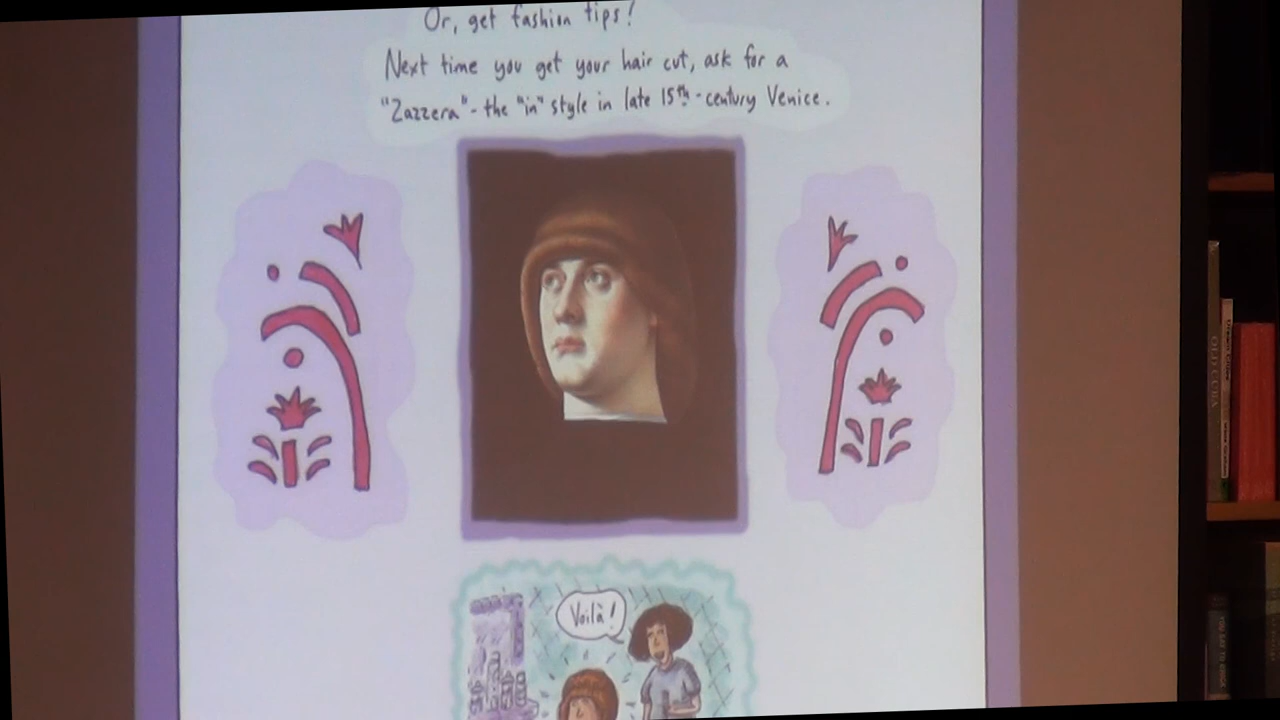 Or, get fashion tips!
Next time you get your hair cut, ask for a
"Zazzera" - the "in" style in late 15th-century Venice.
Voilà!